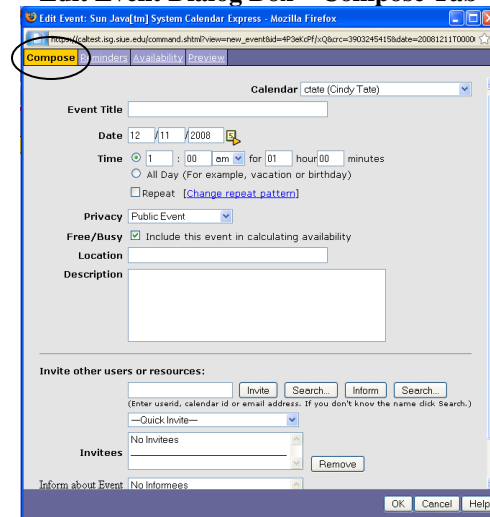 Edit Event Dialog Box – Compose Tab
Edit Event: Sun Java[tm] System Calendar Express - Mozilla Firefox
https://caltest.isg.siue.edu/command.shtml?view=new_event&id=4P3eKcPf/xQ&crc=3903245415&date=20081211T0000
Compose Reminders Availability Preview
Calendar ctate (Cindy Tate)
Event Title
Date 12 / 11 / 2008
Time 1 : 00 am for 01 hour 00 minutes
All Day (For example, vacation or birthday)
Repeat [Change repeat pattern]
Privacy Public Event
Free/Busy Include this event in calculating availability
Location
Description
Invite other users or resources:
Invite Search... Inform Search...
(Enter userid, calendar id or email address. If you don't know the name click Search.)
—Quick Invite—
No Invitees
Invitees
Remove
Inform about Event No Informees
OK Cancel Help